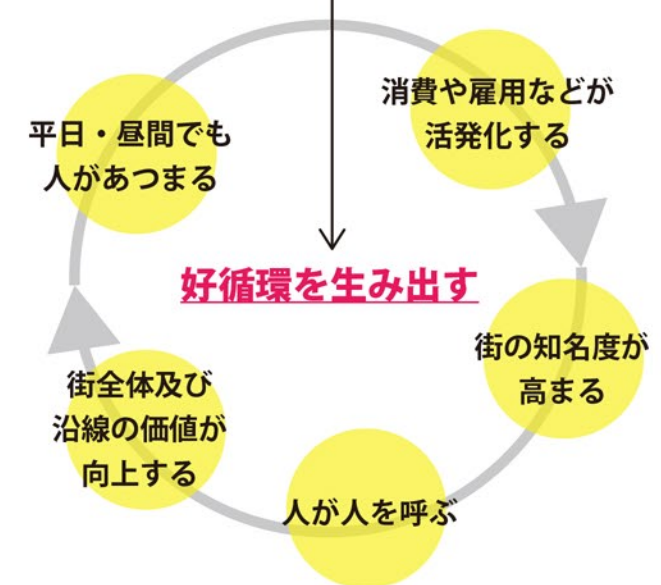 消費や雇用などが
活発化する
平日・昼間でも
人があつまる
好循環を生み出す
街の知名度が
高まる
街全体及び
沿線の価値が
向上する
人が人を呼ぶ